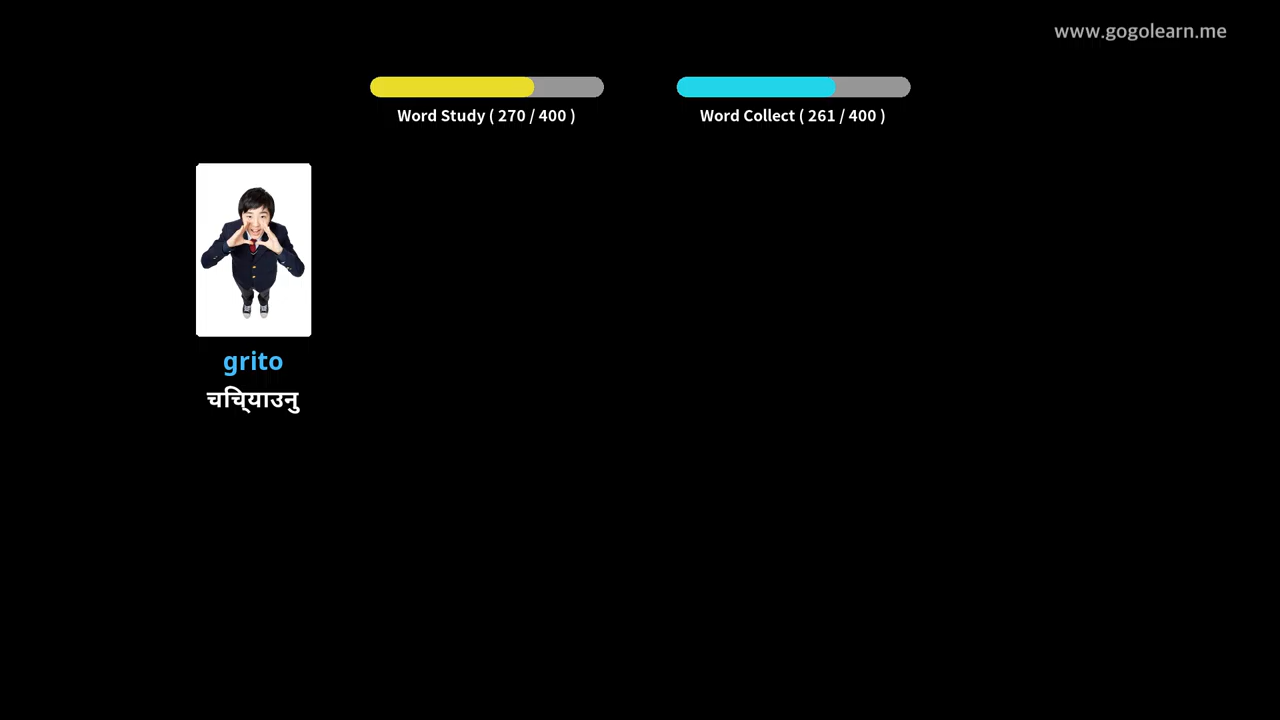 www.gogolearn.me
Word Study ( 270 / 400 )
Word Collect ( 261 / 400 )
grito
चिच्याउनु